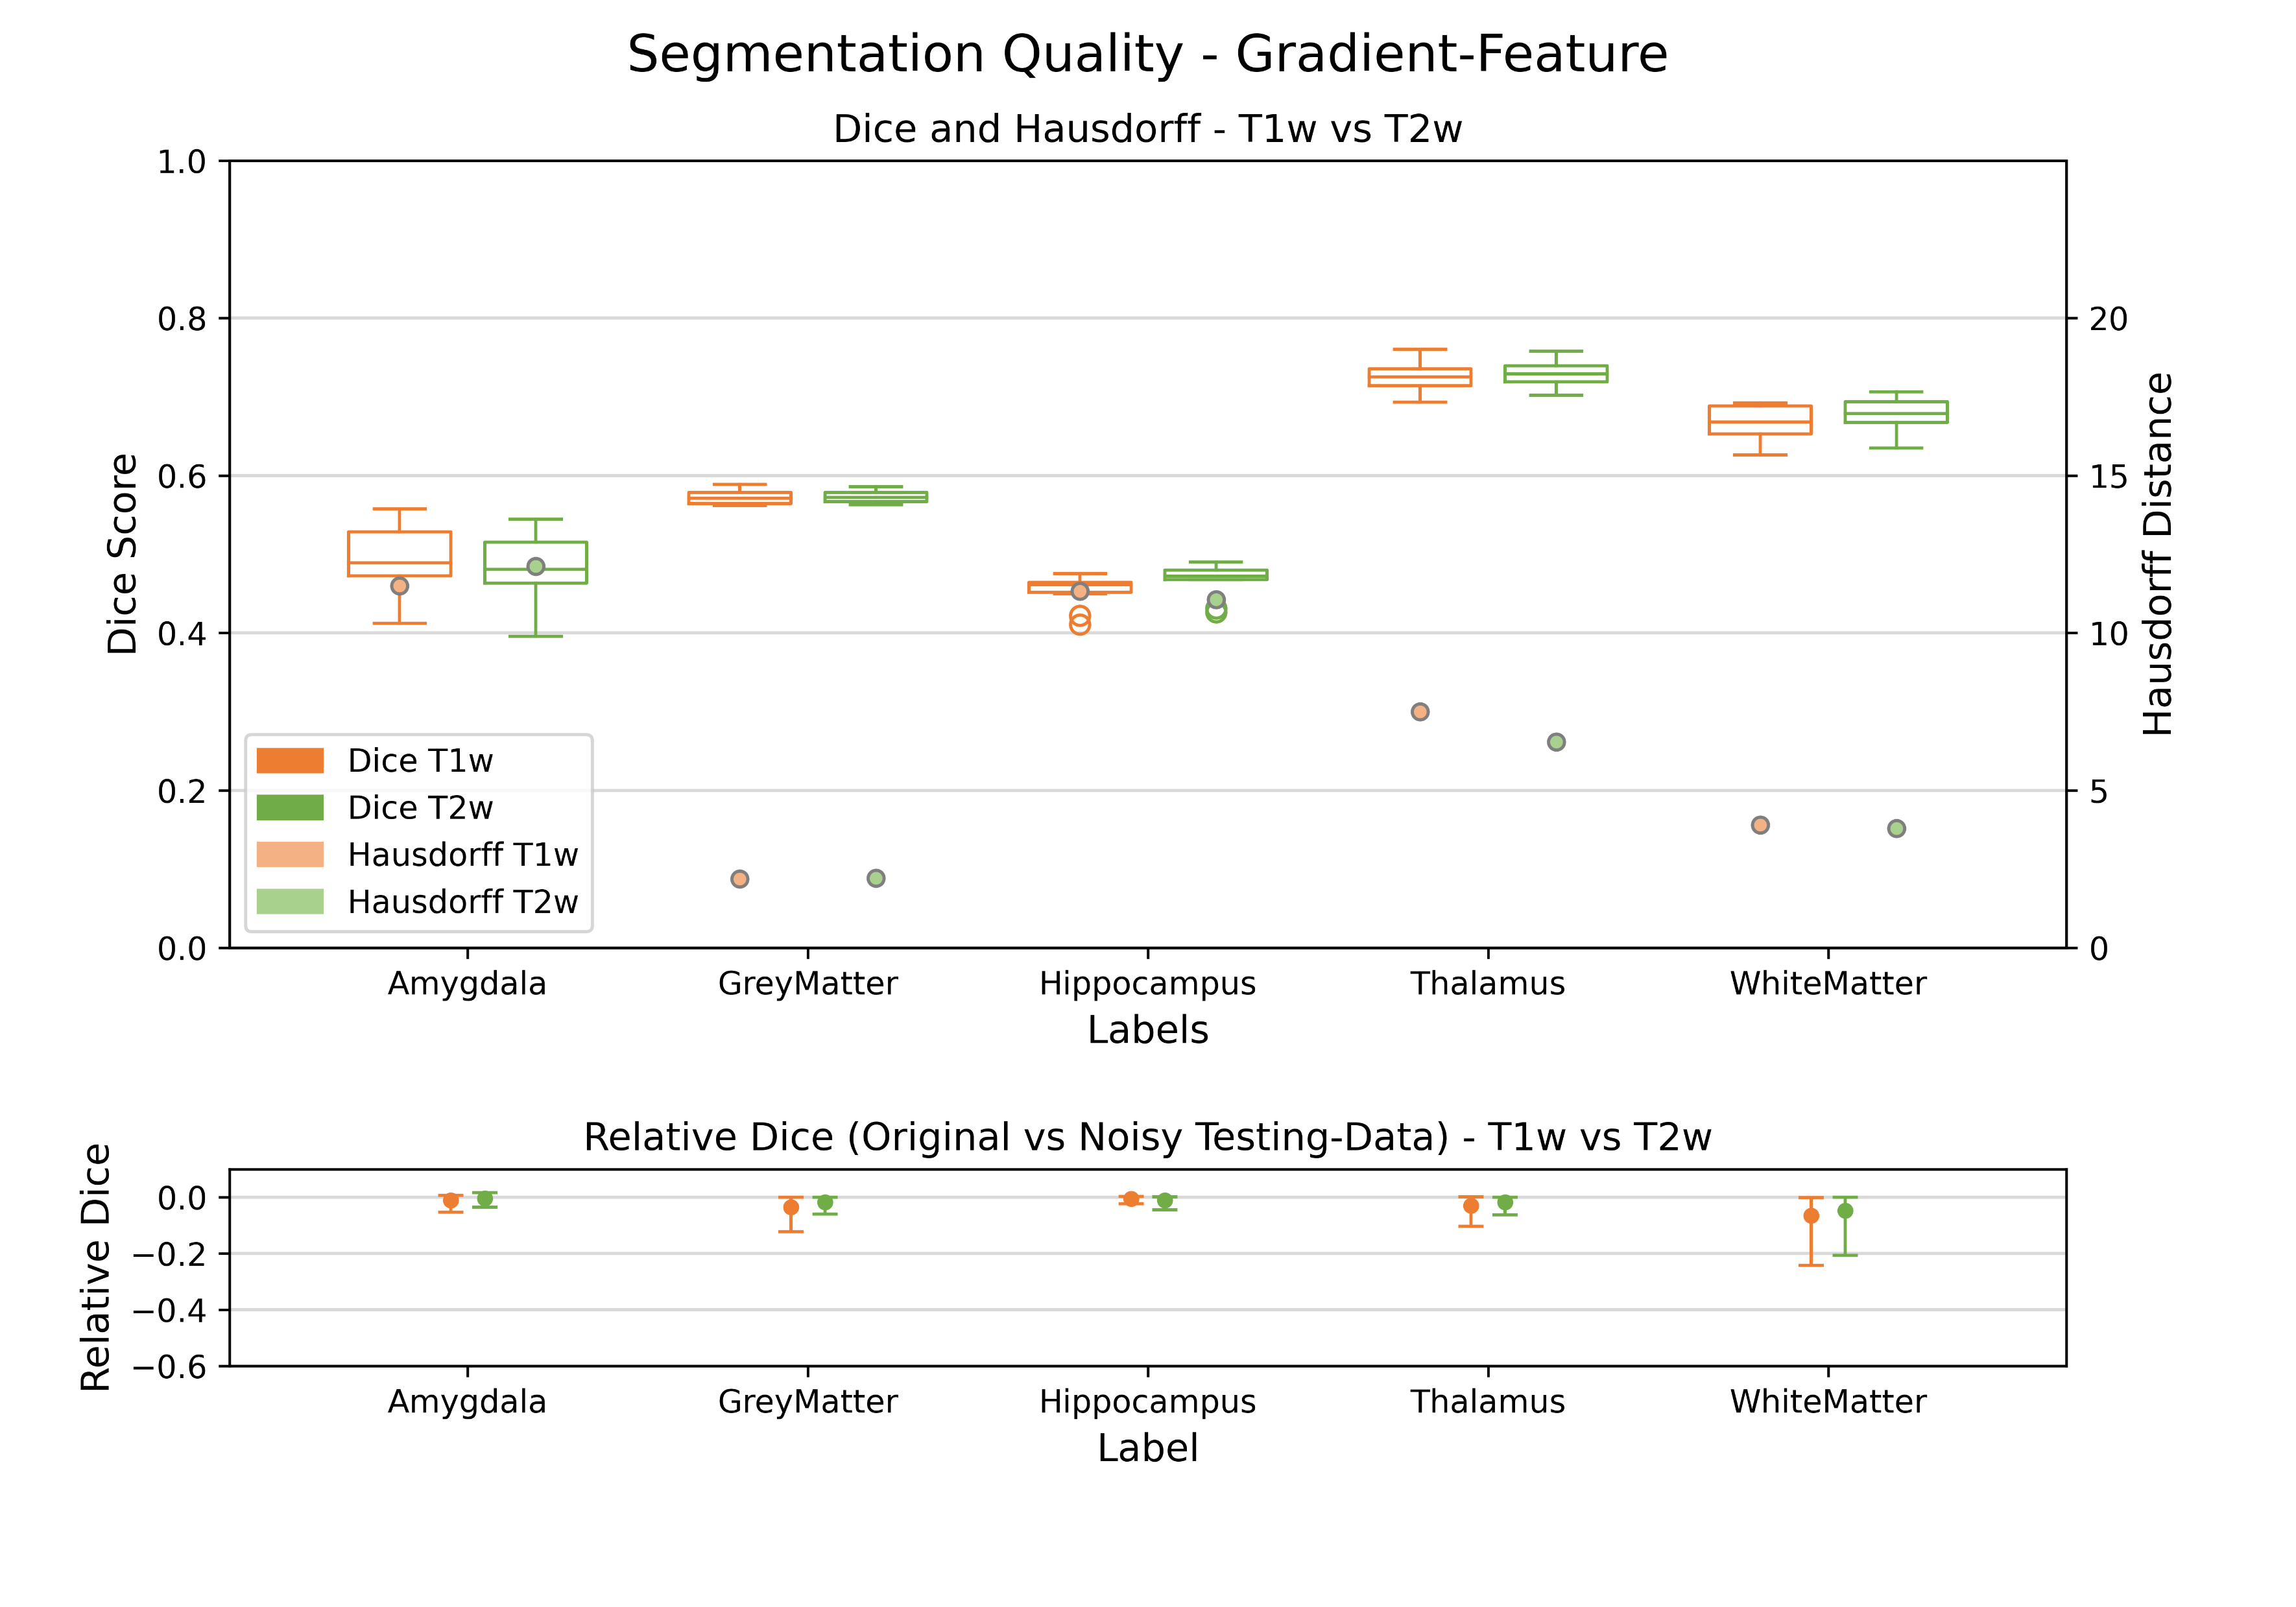 Segmentation Quality - Gradient-Feature
Dice and Hausdorff - T1w vs T2w
1.0
0.8
0.6
0.4
0.2
0.0
Dice Score
20
15
10
5
0
Hausdorff Distance
Dice T1w
Dice T2w
Hausdorff T1w
Hausdorff T2w
Amygdala GreyMatter Hippocampus Thalamus WhiteMatter
Labels
Relative Dice (Original vs Noisy Testing-Data) - T1w vs T2w
0.0
−0.2
−0.4
−0.6
Relative Dice
Amygdala GreyMatter Hippocampus Thalamus WhiteMatter
Label